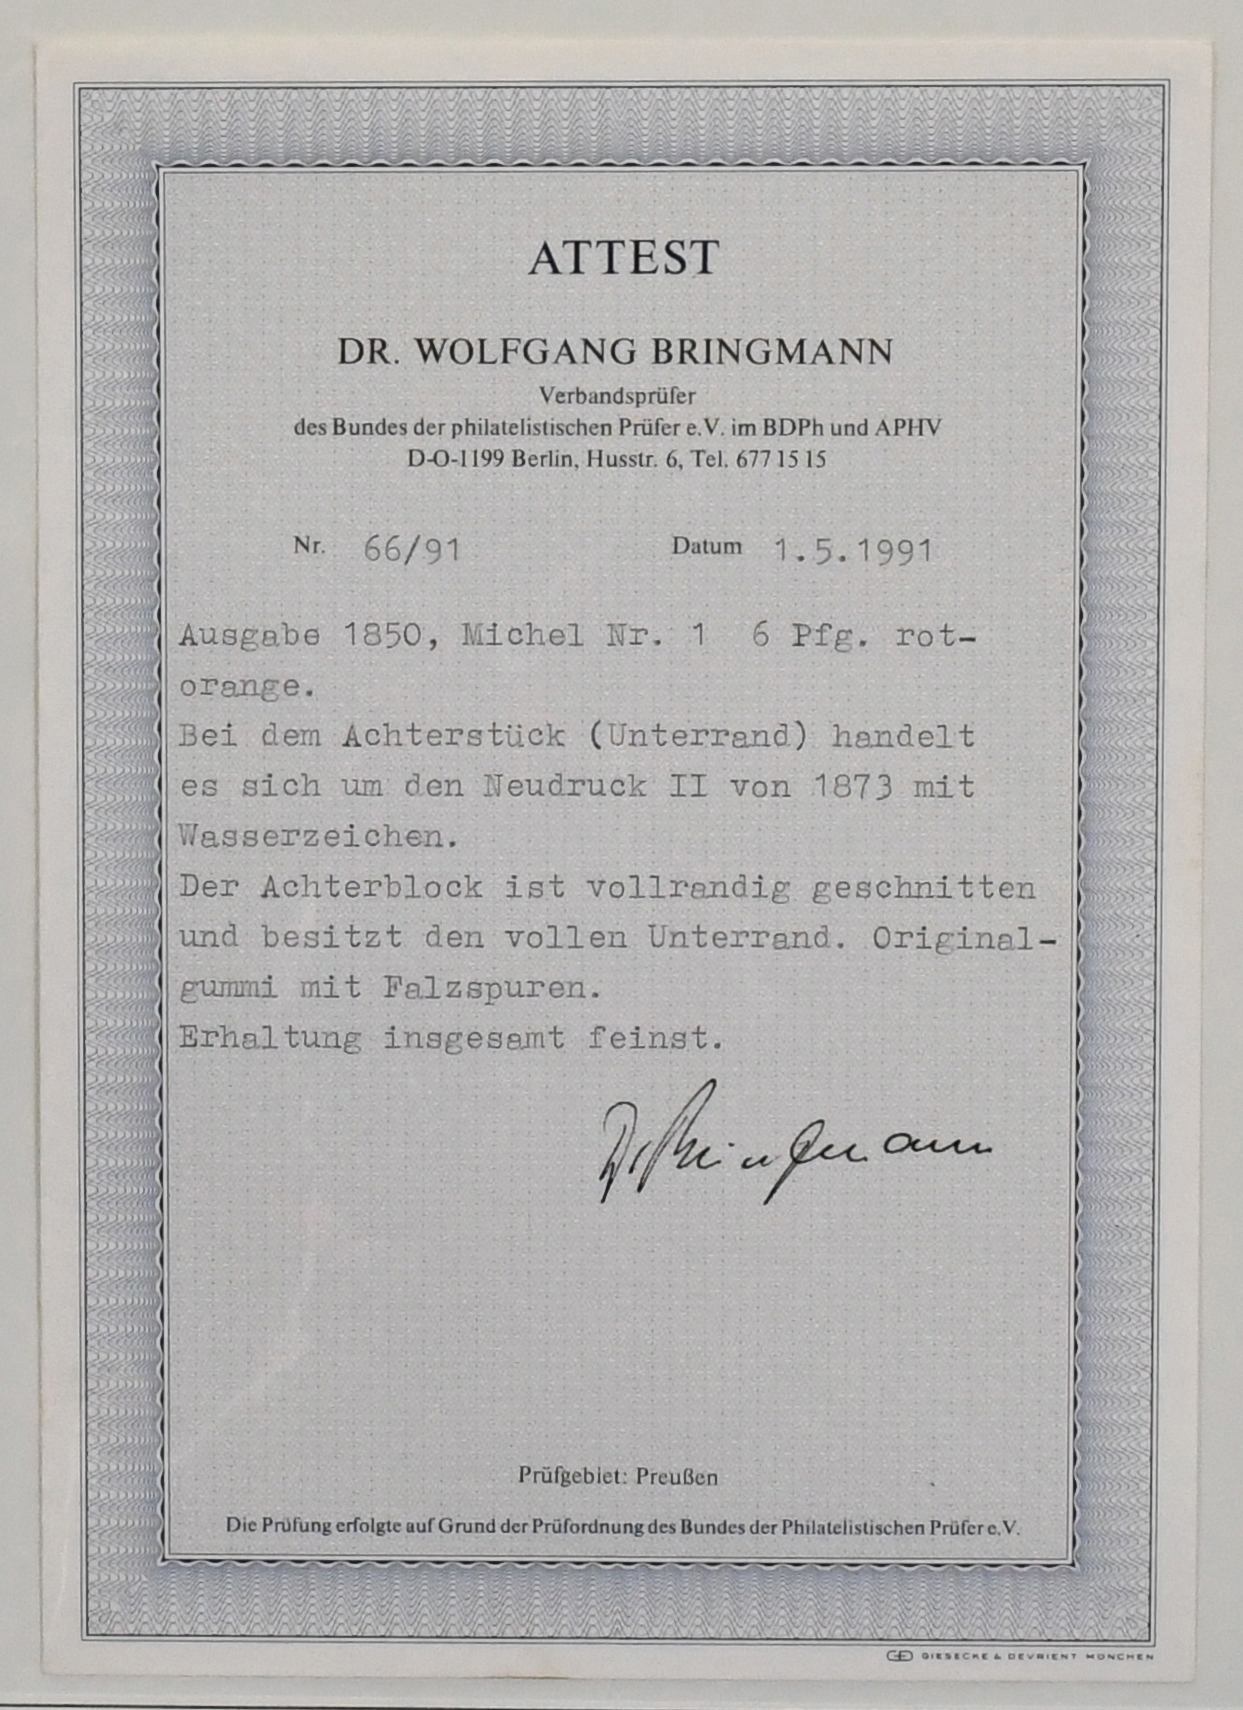 ATTEST
DR. WOLFGANG BRINGMANN
Verbandsprüfer
des Bundes der philatelistischen Prüfer e.V. im BDPh und APHV
D-O-1199 Berlin, Husstr. 6, Tel. 677 15 15
Nr. 66/91 Datum 1.5.1991
Ausgabe 1850, Michel Nr. 1 6 Pfg. rot-
orange.
Bei dem Achterstück (Unterrand) handelt
es sich um den Neudruck II von 1873 mit
Wasserzeichen.
Der Achterblock ist vollrandig geschnitten
und besitzt den vollen Unterrand. Original-
gummi mit Falzspuren.
Erhaltung insgesamt feinst.
Dr. Bringmann
Prüfgebiet: Preußen
Die Prüfung erfolgte auf Grund der Prüfordnung des Bundes der Philatelistischen Prüfer e.V.
GD GIESECKE & DEVRIENT MÜNCHEN